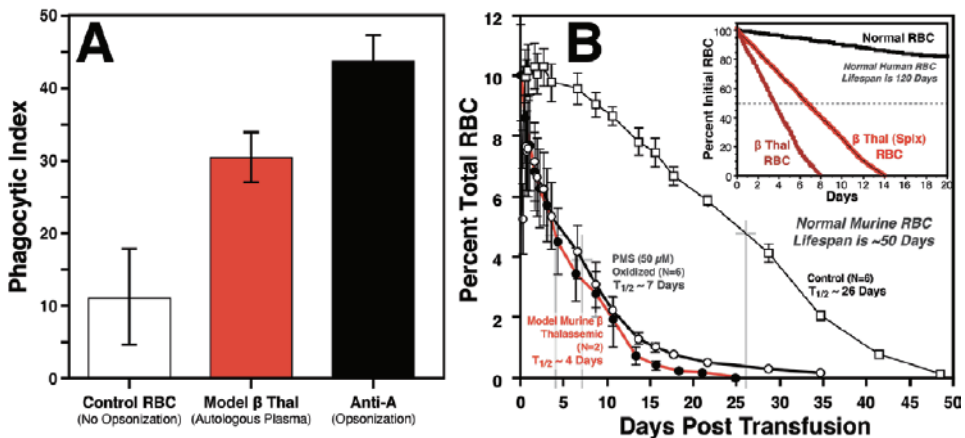 A
Phagocytic Index
50
40
30
20
10
0
Control RBC
(No Opsonization)
Model β Thal
(Autologous Plasma)
Anti-A
(Opsonization)
B
Percent Total RBC
12
10
8
6
4
2
0
0 5 10 15 20 25 30 35 40 45 50
Days Post Transfusion
PMS (50 µM)
Oxidized (N=6)
T1/2 ~ 7 Days
Model Murine β
Thalassemic
(N=2)
T1/2 ~ 4 Days
Control (N=6)
T1/2 ~ 26 Days
Normal Murine RBC
Lifespan is ~50 Days
Percent Initial RBC
100
80
60
40
20
0
0 2 4 6 8 10 12 14 16 18 20
Days
Normal RBC
Normal Human RBC
Lifespan is 120 Days
β Thal
RBC
β Thal (Splx)
RBC